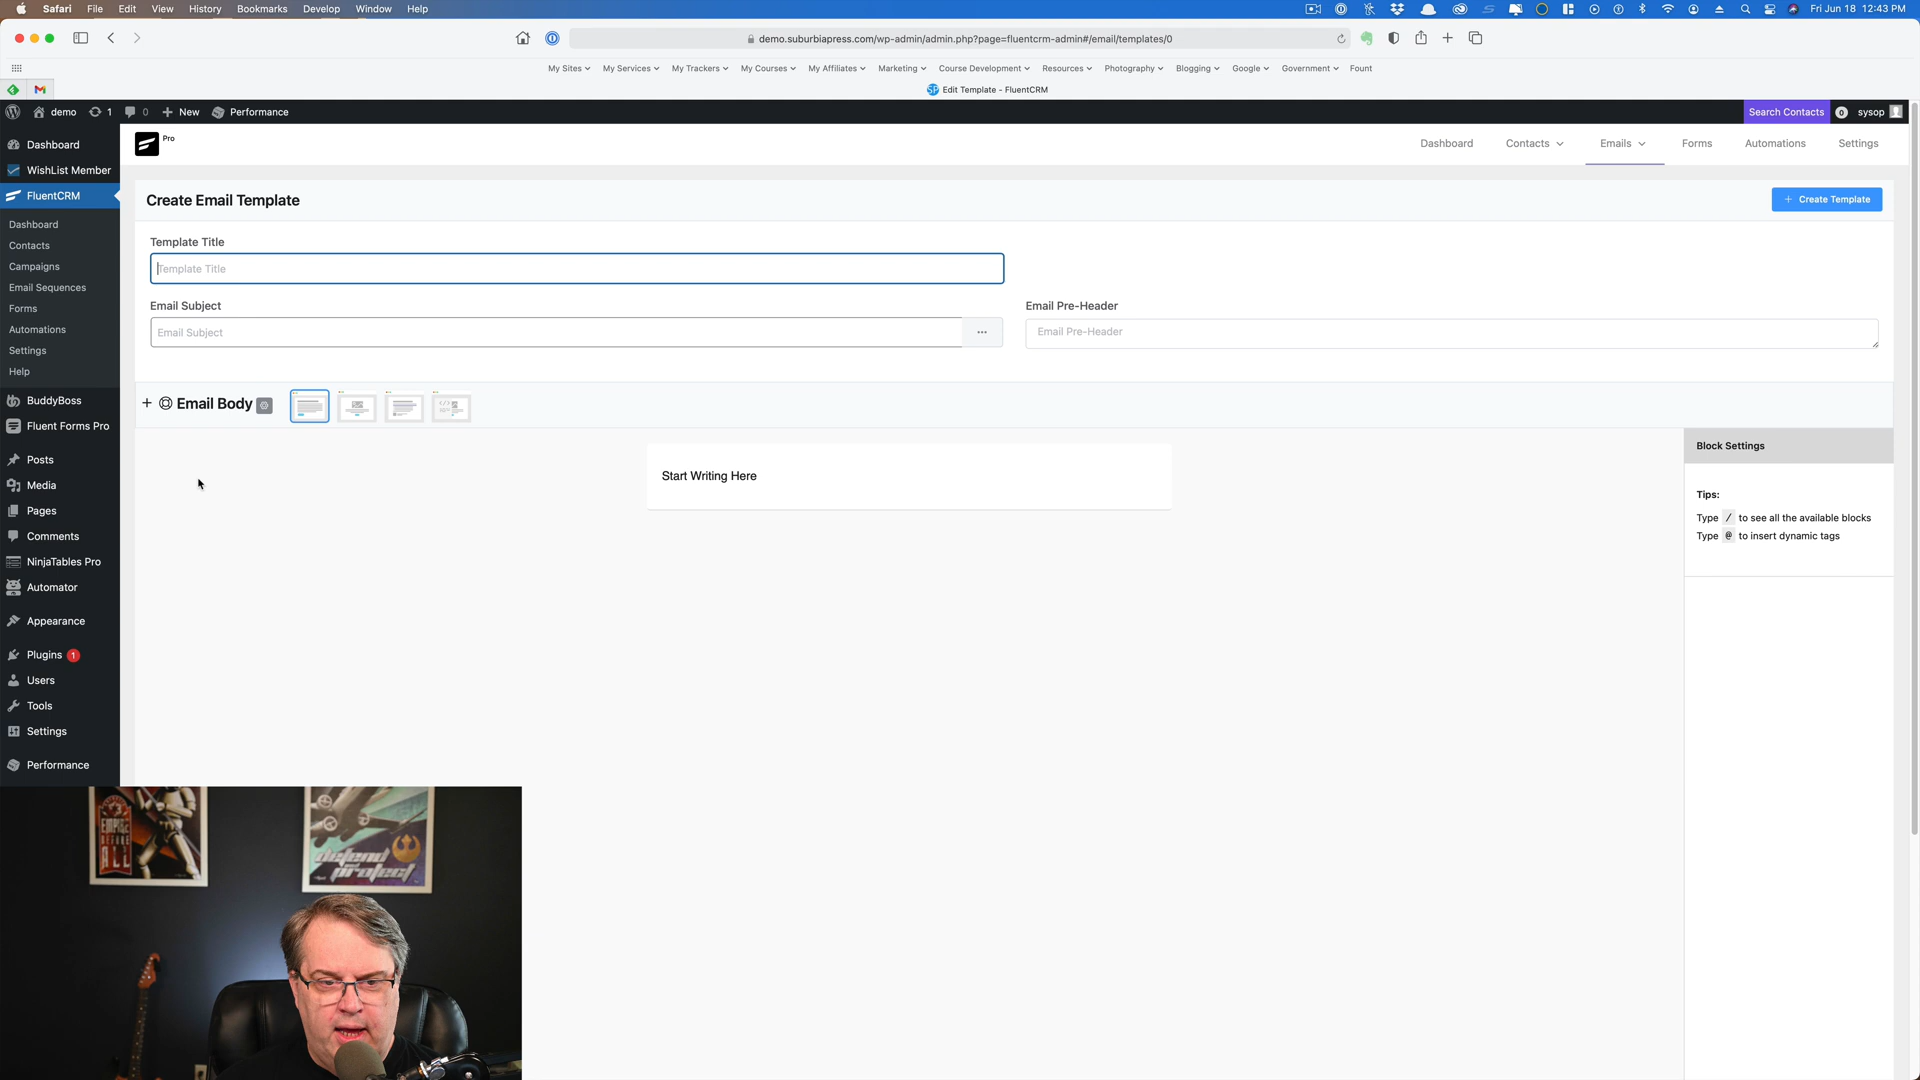 Safari File Edit View History Bookmarks Develop Window Help Fri Jun 18 12:43 PM
demo.suburbiapress.com/wp-admin/admin.php?page=fluentcrm-admin#/email/templates/0
My Sites My Services My Trackers My Courses My Affiliates Marketing Course Development Resources Photography Blogging Google Government Fount
Edit Template - FluentCRM
demo 1 0 + New Performance Search Contacts 0 sysop
Pro Dashboard Contacts Emails Forms Automations Settings
Dashboard
WishList Member
FluentCRM
Dashboard
Contacts
Campaigns
Email Sequences
Forms
Automations
Settings
Help
BuddyBoss
Fluent Forms Pro
Posts
Media
Pages
Comments
NinjaTables Pro
Automator
Appearance
Plugins 1
Users
Tools
Settings
Performance
Create Email Template + Create Template
Template Title
Template Title
Email Subject Email Pre-Header
Email Subject ... Email Pre-Header
+ Email Body
Start Writing Here
Block Settings
Tips:
Type / to see all the available blocks
Type @ to insert dynamic tags
EMPIRE
BEFORE
ALL
defend
protect